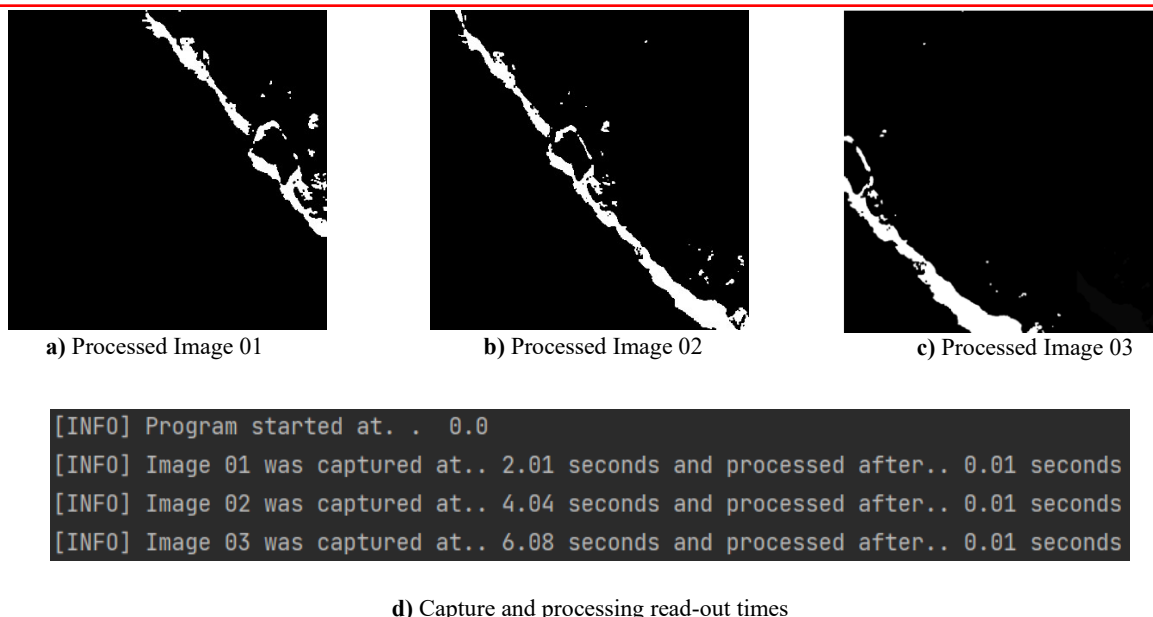 a) Processed Image 01
b) Processed Image 02
c) Processed Image 03
[INFO] Program started at. .  0.0
[INFO] Image 01 was captured at.. 2.01 seconds and processed after.. 0.01 seconds
[INFO] Image 02 was captured at.. 4.04 seconds and processed after.. 0.01 seconds
[INFO] Image 03 was captured at.. 6.08 seconds and processed after.. 0.01 seconds
d) Capture and processing read-out times